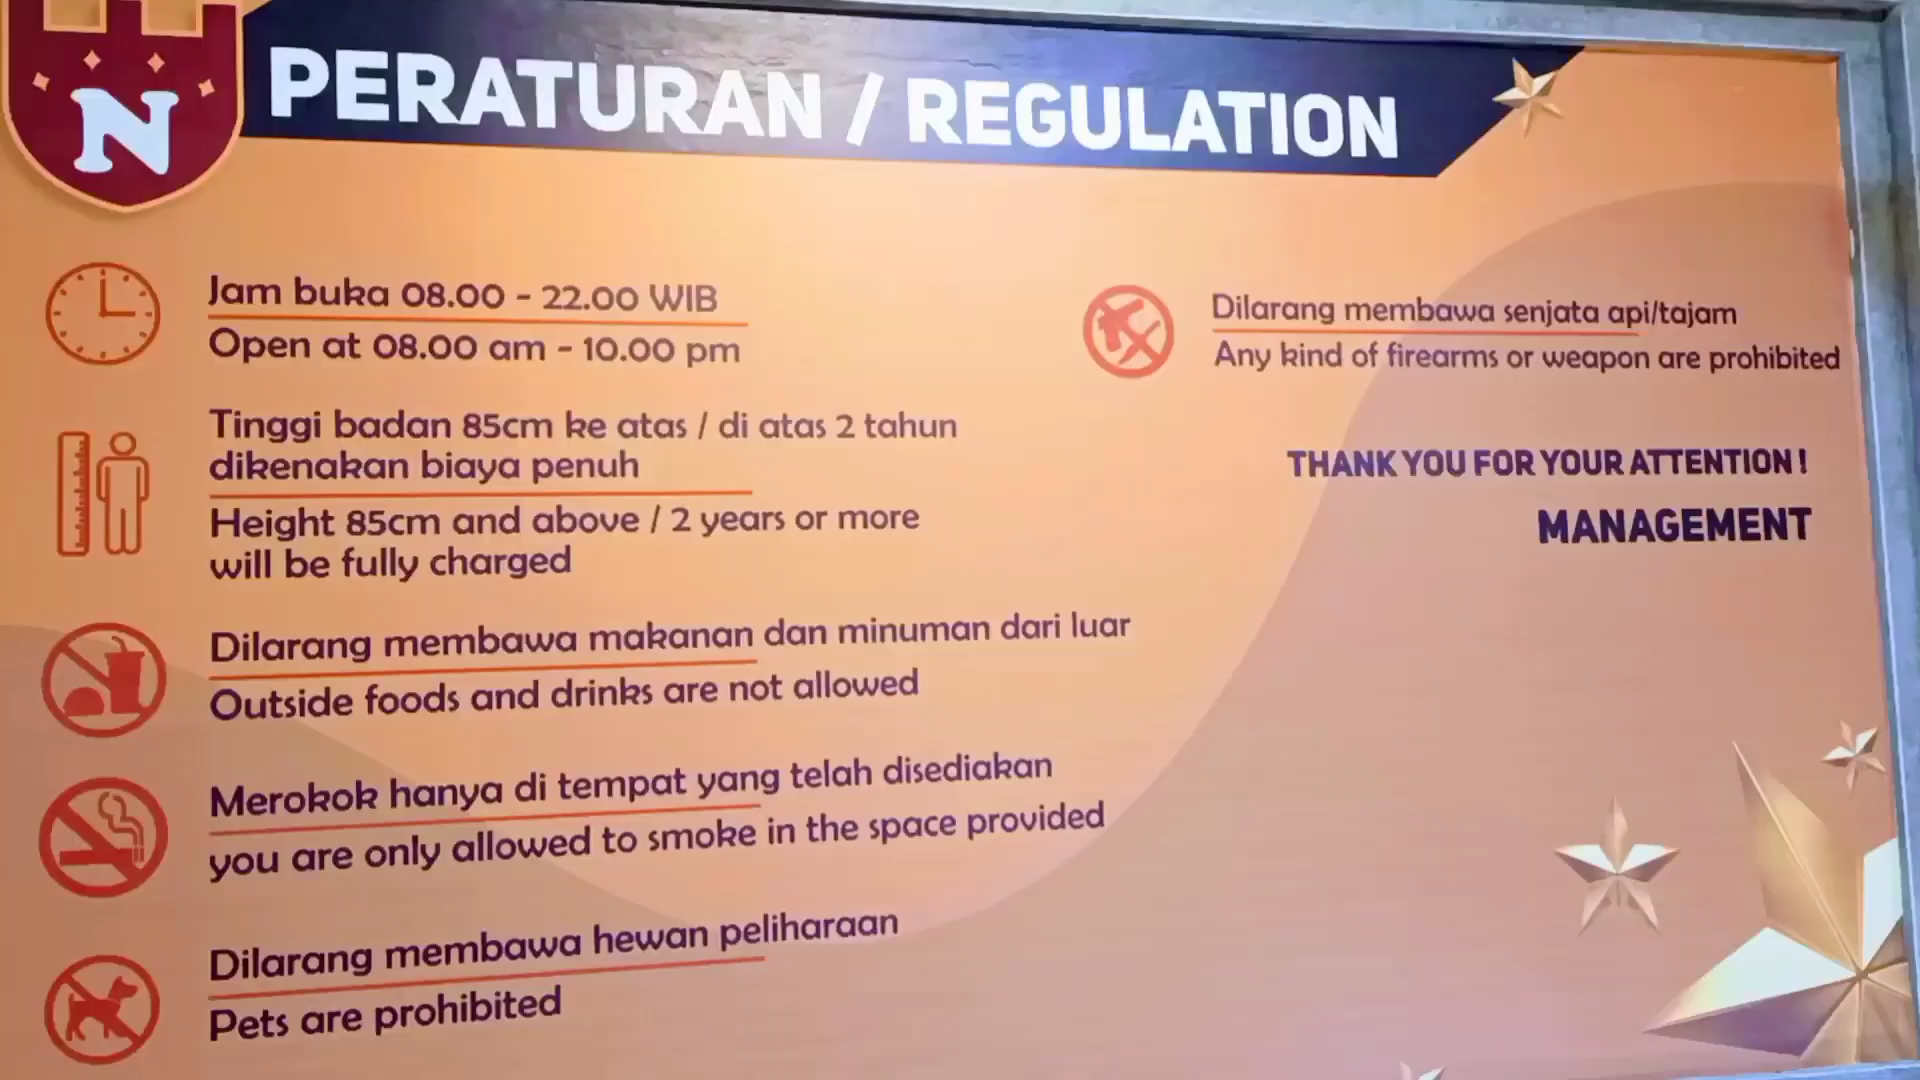 N
PERATURAN / REGULATION
Jam buka 08.00 - 22.00 WIB
Open at 08.00 am - 10.00 pm
Tinggi badan 85cm ke atas / di atas 2 tahun
dikenakan biaya penuh
Height 85cm and above / 2 years or more
will be fully charged
Dilarang membawa makanan dan minuman dari luar
Outside foods and drinks are not allowed
Merokok hanya di tempat yang telah disediakan
you are only allowed to smoke in the space provided
Dilarang membawa hewan peliharaan
Pets are prohibited
Dilarang membawa senjata api/tajam
Any kind of firearms or weapon are prohibited
THANK YOU FOR YOUR ATTENTION !
MANAGEMENT